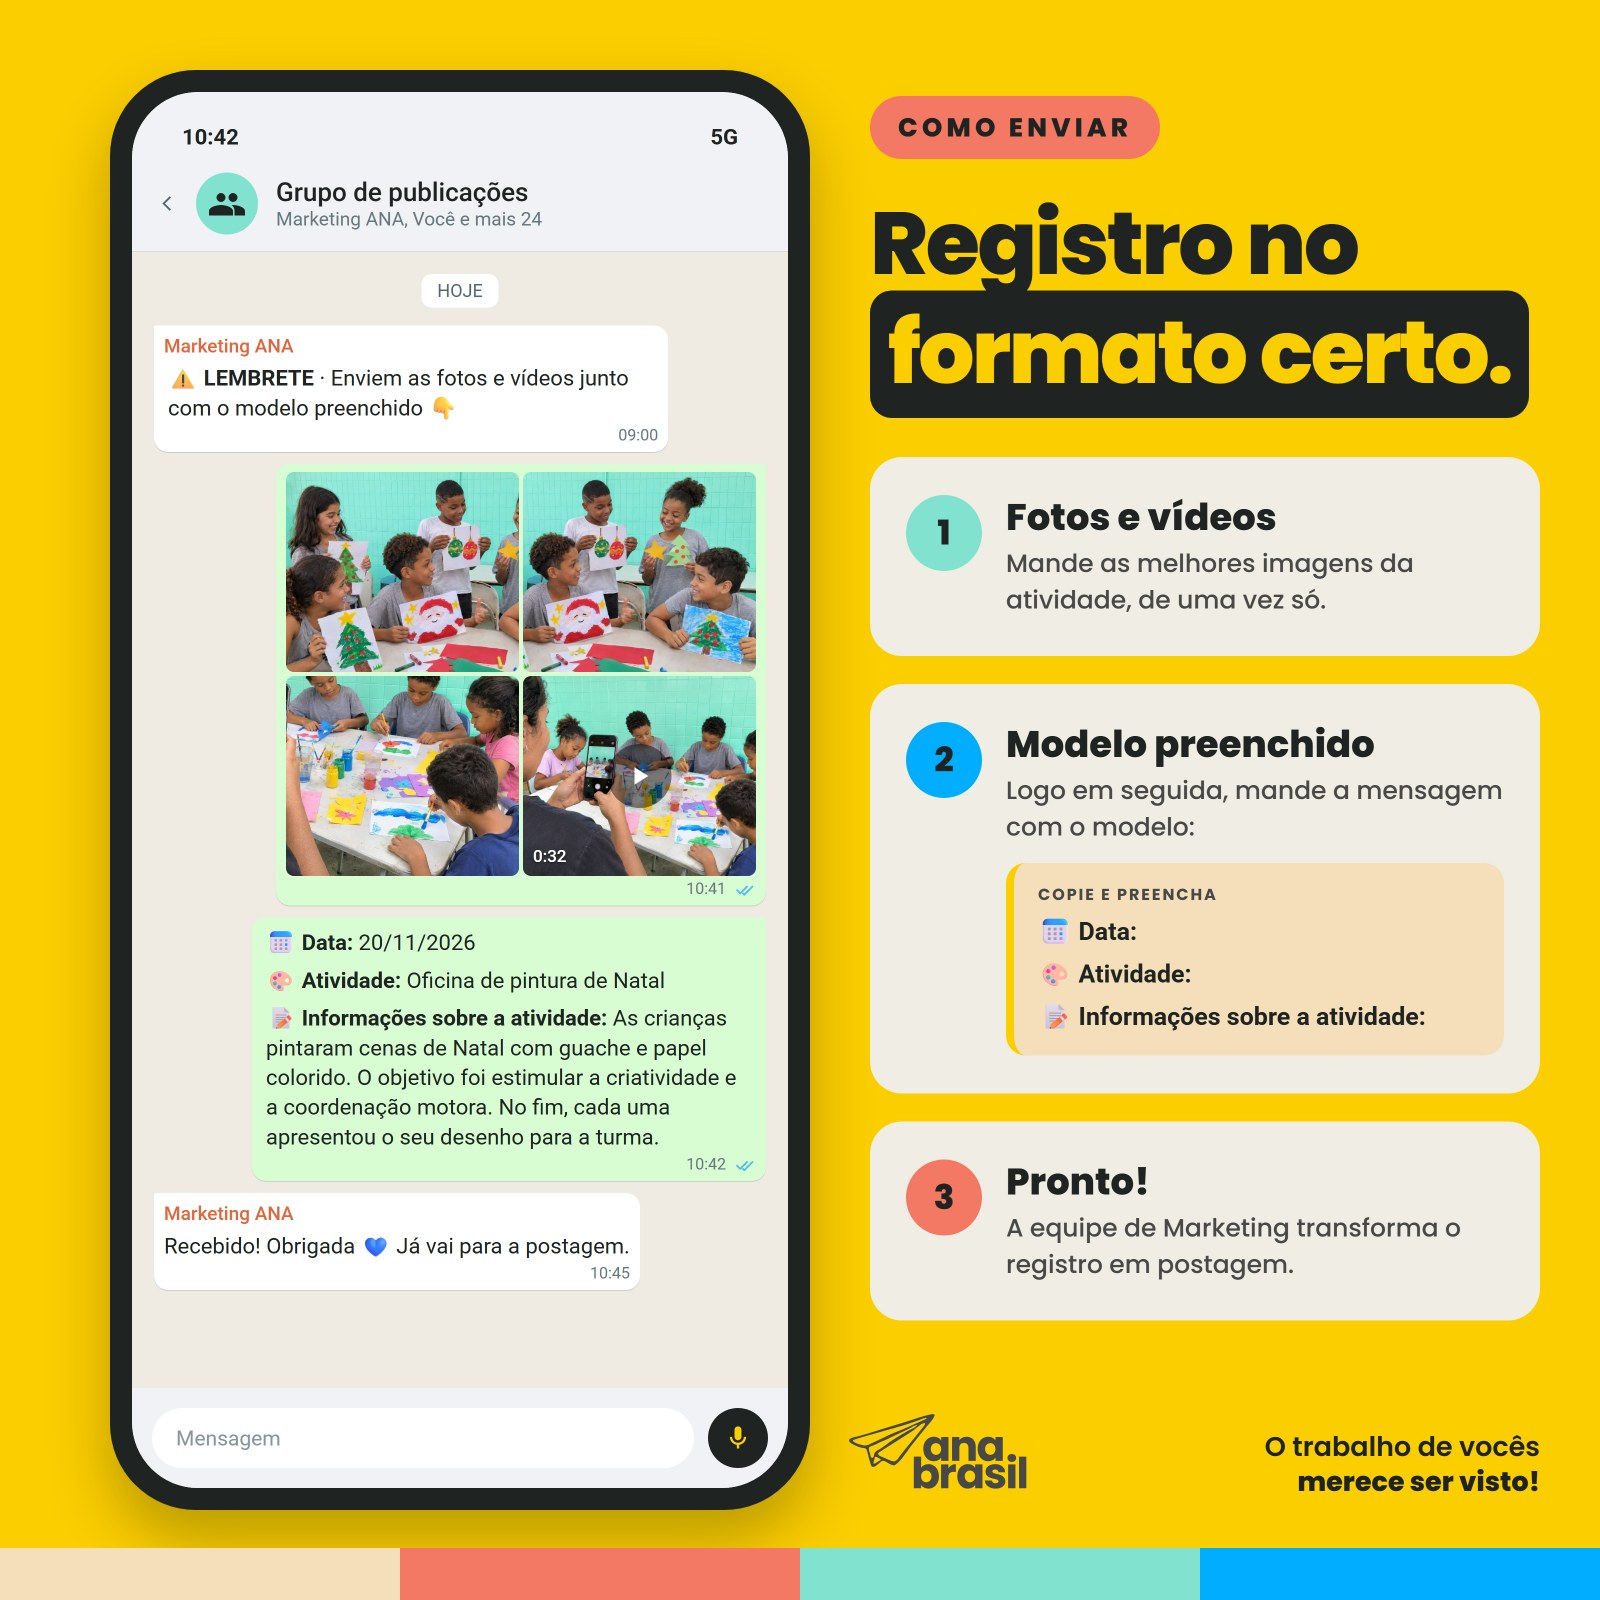 10:42
5G
Grupo de publicações
Marketing ANA, Você e mais 24
HOJE
Marketing ANA
⚠️ LEMBRETE · Enviem as fotos e vídeos junto
com o modelo preenchido 👇
09:00
0:32
10:41
📅 Data: 20/11/2026
🎨 Atividade: Oficina de pintura de Natal
📝 Informações sobre a atividade: As crianças
pintaram cenas de Natal com guache e papel
colorido. O objetivo foi estimular a criatividade e
a coordenação motora. No fim, cada uma
apresentou o seu desenho para a turma.
10:42
Marketing ANA
Recebido! Obrigada 💙 Já vai para a postagem.
10:45
Mensagem
COMO ENVIAR
Registro no
formato certo.
1
Fotos e vídeos
Mande as melhores imagens da
atividade, de uma vez só.
2
Modelo preenchido
Logo em seguida, mande a mensagem
com o modelo:
COPIE E PREENCHA
📅 Data:
🎨 Atividade:
📝 Informações sobre a atividade:
3
Pronto!
A equipe de Marketing transforma o
registro em postagem.
ana
brasil
O trabalho de vocês
merece ser visto!